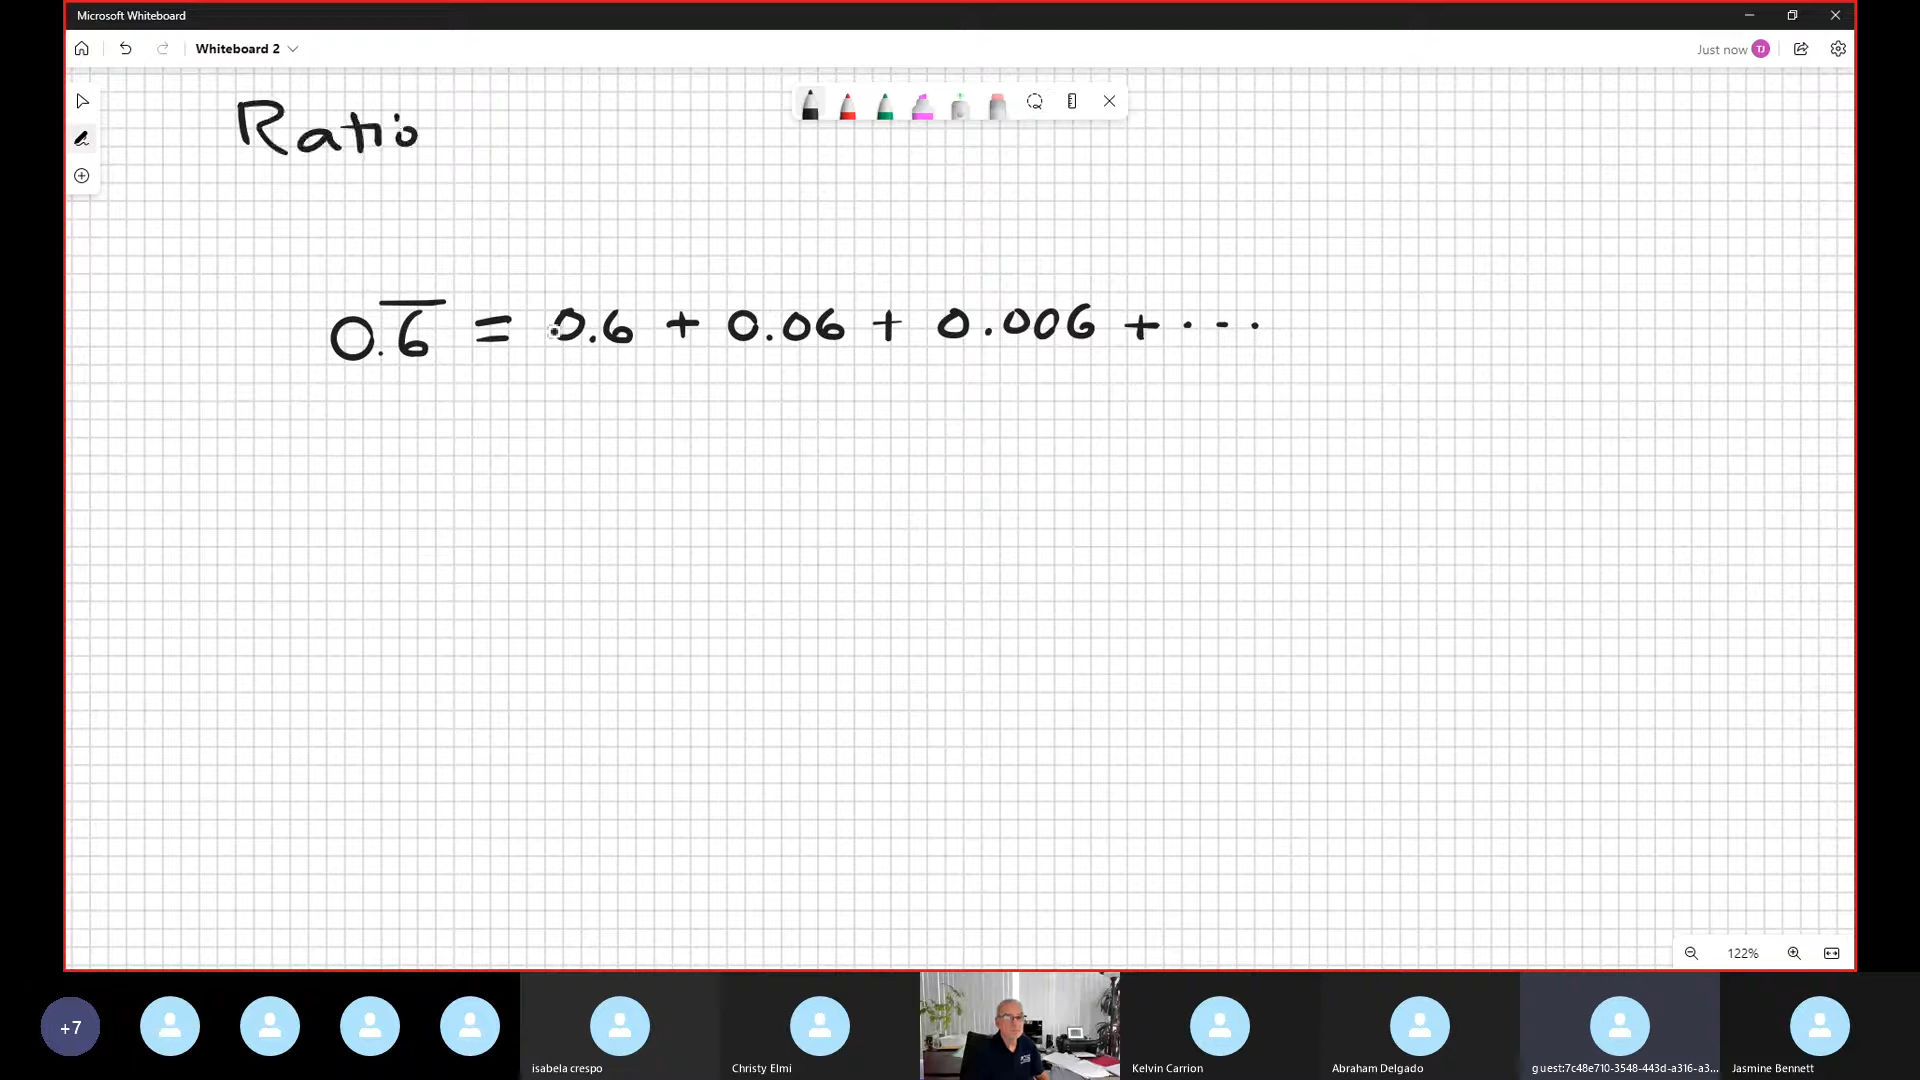 Microsoft Whiteboard
Whiteboard 2
Just now TJ
Ratio
0.6̅ = 0.6 + 0.06 + 0.006 + ...
122%
+7
isabela crespo
Christy Elmi
Kelvin Carrion
Abraham Delgado
guest:7c48e710-3548-443d-a316-a3...
Jasmine Bennett